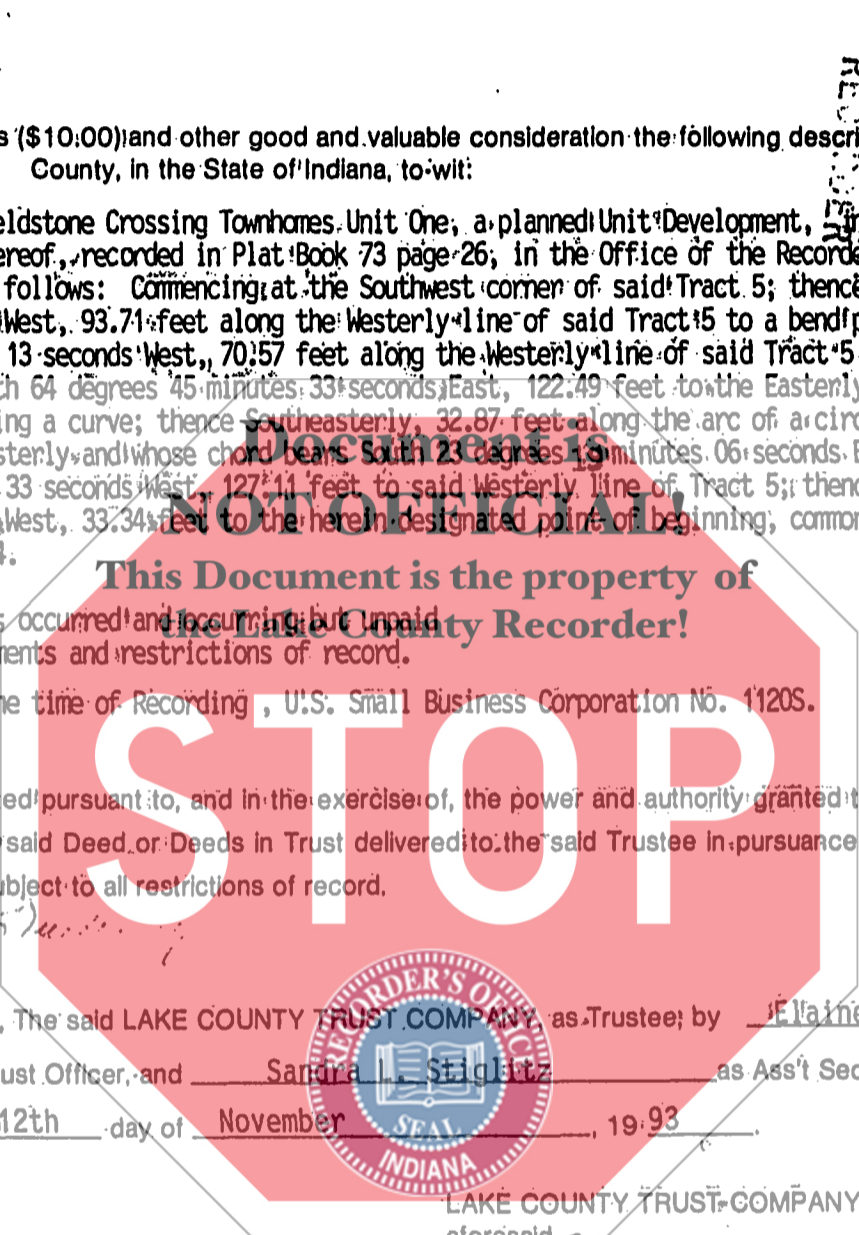 s ($10.00) and other good and valuable consideration the following descri
County, in the State of Indiana, to-wit:
eldstone Crossing Townhomes Unit One, a planned Unit Development, in
ereof, recorded in Plat Book 73 page 26, in the Office of the Recorde
follows: Commencing at the Southwest corner of said Tract 5; thence
West, 93.71 feet along the Westerly line of said Tract 5 to a bend p
13 seconds West, 70.57 feet along the Westerly line of said Tract 5
th 64 degrees 45 minutes 33 seconds East, 122.49 feet to the Easterly
ing a curve; thence Southeasterly, 32.87 feet along the arc of a circ
sterly and whose chord bears South 23 degrees minutes 06 seconds E
33 seconds West, 127.11 feet to said Westerly line of Tract 5; thenc
West, 33.34 feet to the herein designated point of beginning, common
Document is
NOT OFFICIAL!
This Document is the property of
the Lake County Recorder!
s occurred and occurring but unpaid
ments and restrictions of record.
he time of Recording , U.S. Small Business Corporation No. 1120S.
STOP
ed pursuant to, and in the exercise of, the power and authority granted t
said Deed or Deeds in Trust delivered to the said Trustee in pursuance
ubject to all restrictions of record.
RECORDER'S OFFICE
SEAL
INDIANA
, The said LAKE COUNTY TRUST COMPANY, as Trustee, by Elaine
ust Officer, and Sandra L. Stiglitz as Ass't Sec
12th day of November , 19 93 .
LAKE COUNTY TRUST COMPANY
aforesaid